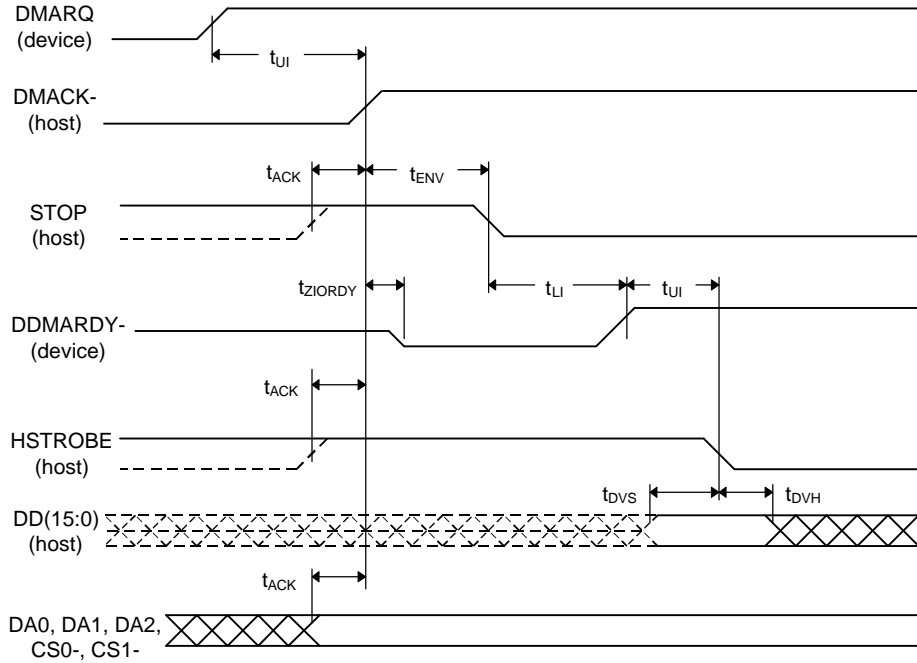 DMARQ
(device)
tUI
DMACK-
(host)
tACK
tENV
STOP
(host)
tZIORDY
tLI
tUI
DDMARDY-
(device)
tACK
HSTROBE
(host)
tDVS
tDVH
DD(15:0)
(host)
tACK
DA0, DA1, DA2,
CS0-, CS1-